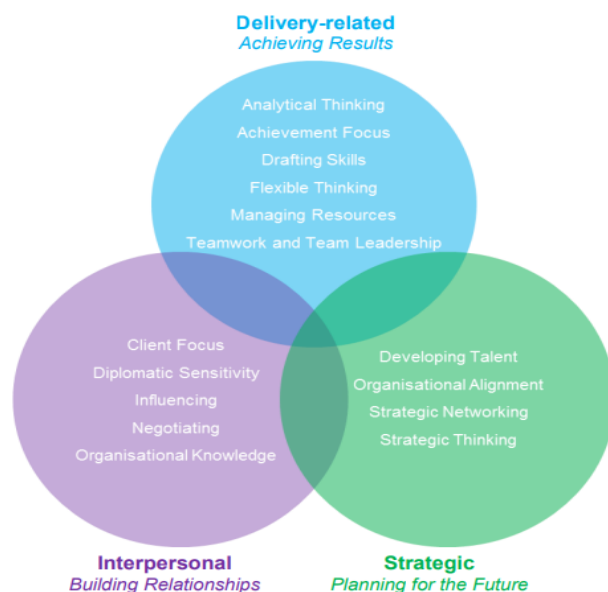 Delivery-related
Achieving Results
Analytical Thinking
Achievement Focus
Drafting Skills
Flexible Thinking
Managing Resources
Teamwork and Team Leadership
Client Focus
Diplomatic Sensitivity
Influencing
Negotiating
Organisational Knowledge
Developing Talent
Organisational Alignment
Strategic Networking
Strategic Thinking
Interpersonal
Building Relationships
Strategic
Planning for the Future